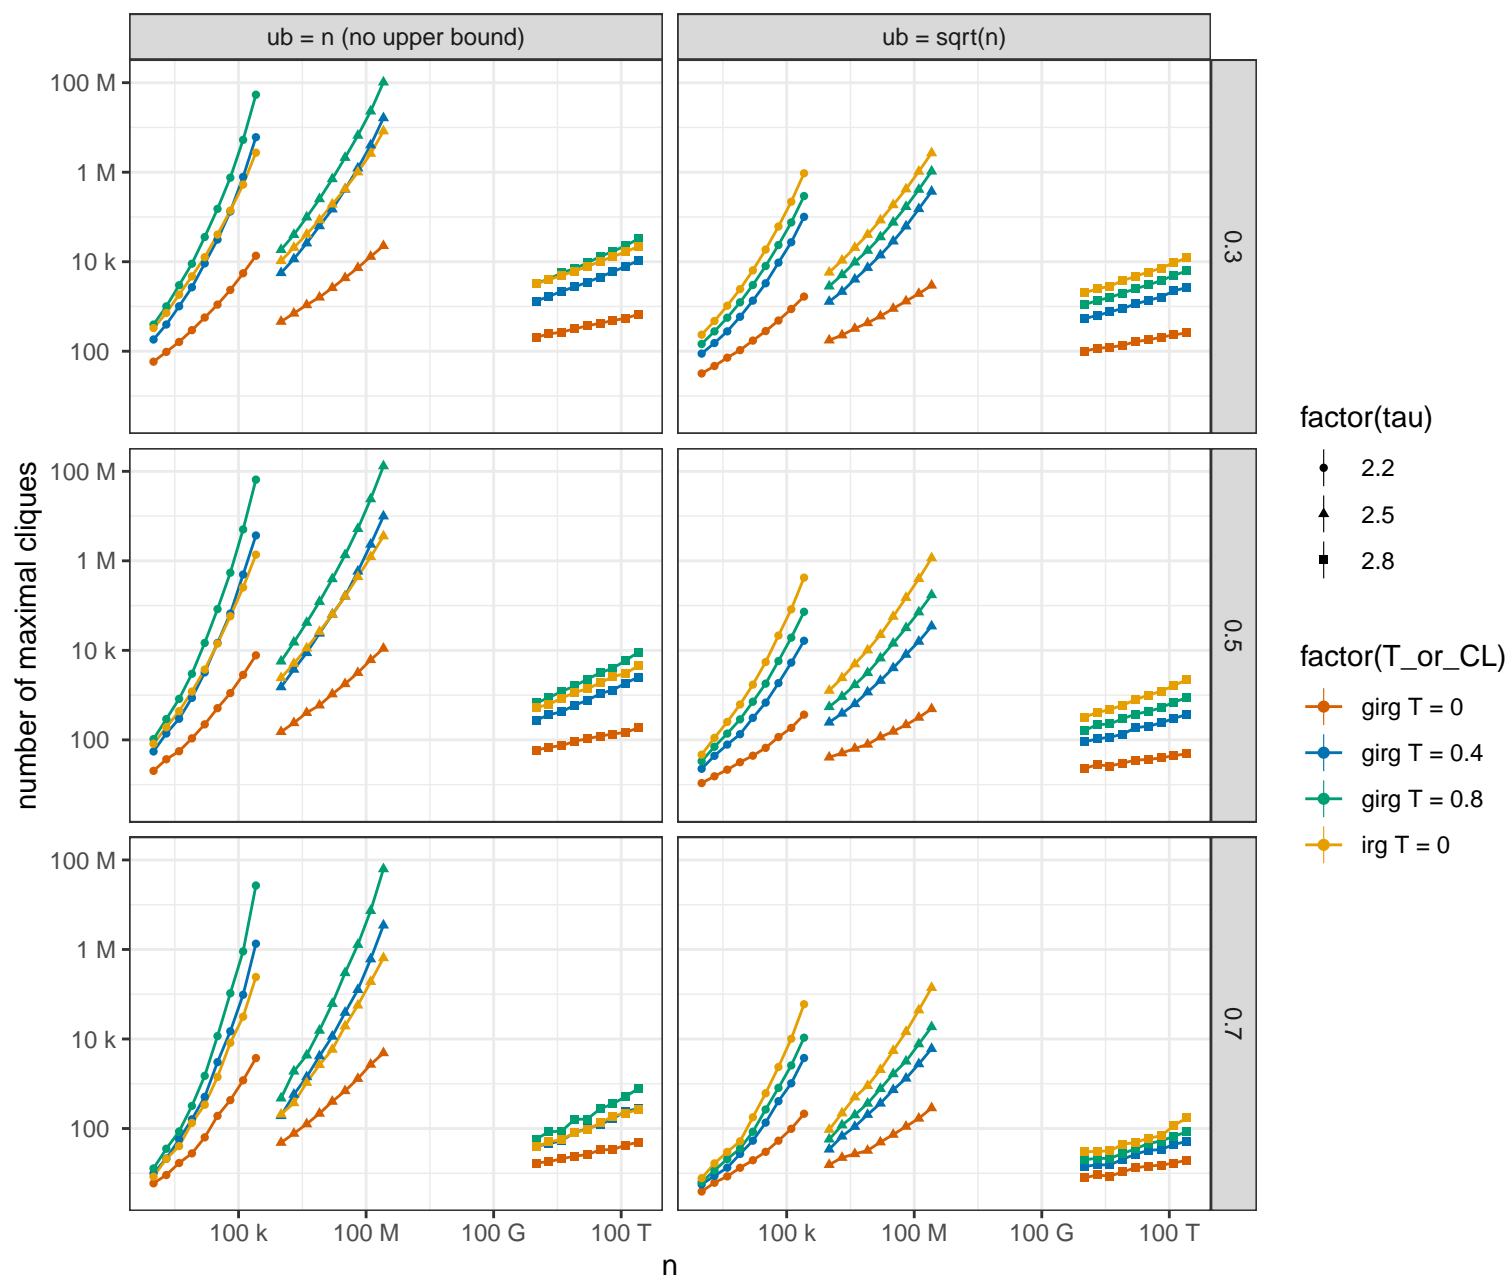 ub = n (no upper bound)
ub = sqrt(n)
100 M
1 M
10 k
100
0.3
100 M
1 M
10 k
100
0.5
100 M
1 M
10 k
100
0.7
number of maximal cliques
100 k
100 M
100 G
100 T
100 k
100 M
100 G
100 T
n
factor(tau)
2.2
2.5
2.8
factor(T_or_CL)
girg T = 0
girg T = 0.4
girg T = 0.8
irg T = 0